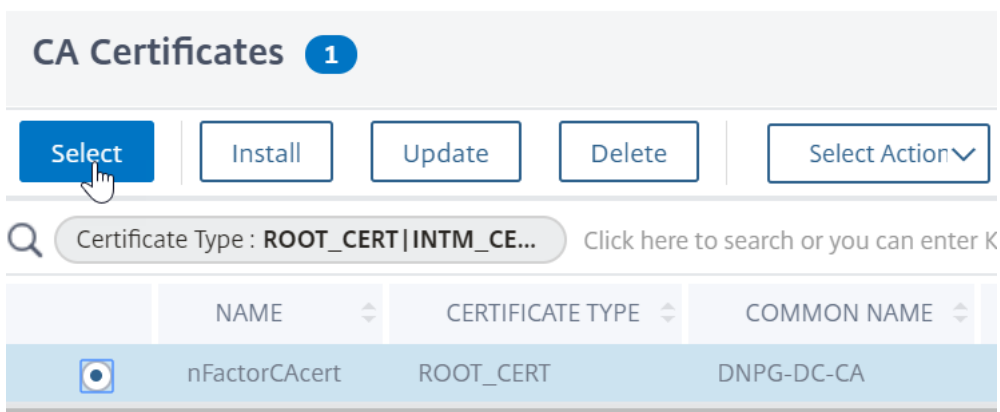 CA Certificates 1
Select Install Update Delete Select Action
Certificate Type : ROOT_CERT|INTM_CE... Click here to search or you can enter K
NAME CERTIFICATE TYPE COMMON NAME
nFactorCAcert ROOT_CERT DNPG-DC-CA